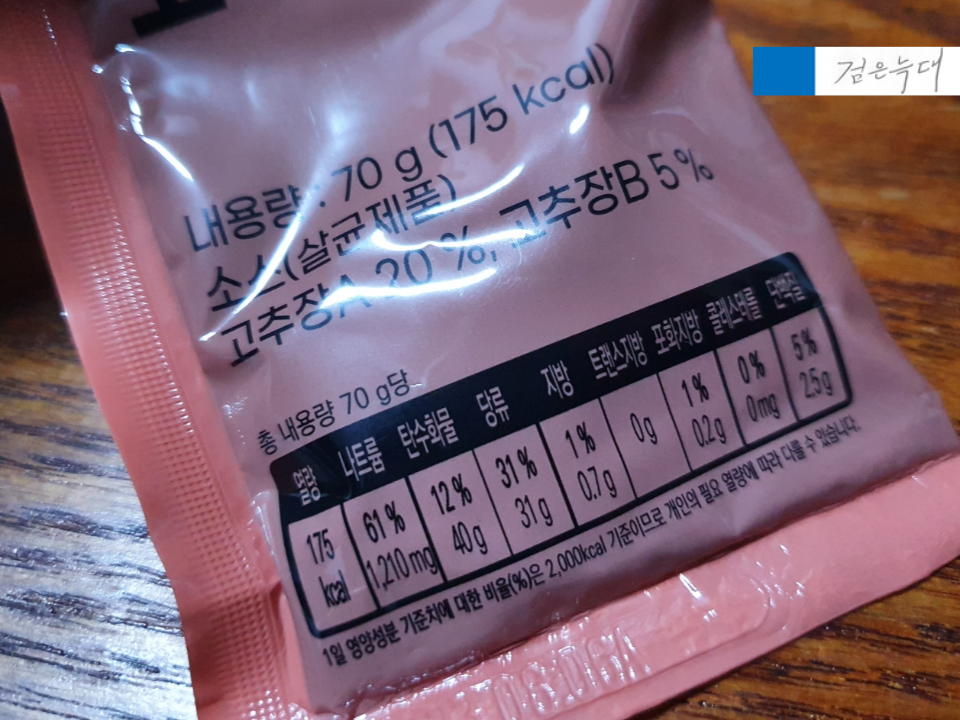 검은늑대
내용량 : 70 g (175 kcal)
소스(살균제품)
고추장A 20 %, 고추장B 5 %
총 내용량 70 g당
열량 나트륨 탄수화물 당류 지방 트랜스지방 포화지방 콜레스테롤 단백질
61 % 12 % 31 % 1 % 1 % 0 % 5 %
175 kcal 1,210 mg 40 g 31 g 0.7 g 0 g 0.2 g 0 mg 2.5 g
1일 영양성분 기준치에 대한 비율(%)은 2,000kcal 기준이므로 개인의 필요 열량에 따라 다를 수 있습니다.